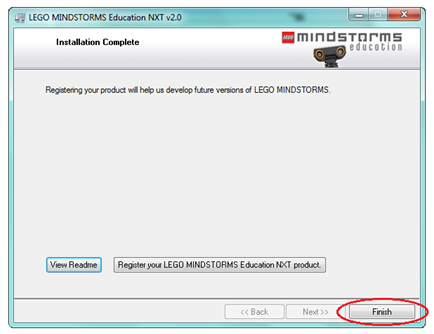 LEGO MINDSTORMS Education NXT v2.0
Installation Complete
LEGO mindstorms
education
Registering your product will help us develop future versions of LEGO MINDSTORMS.
View Readme
Register your LEGO MINDSTORMS Education NXT product.
<< Back
Next >>
Finish